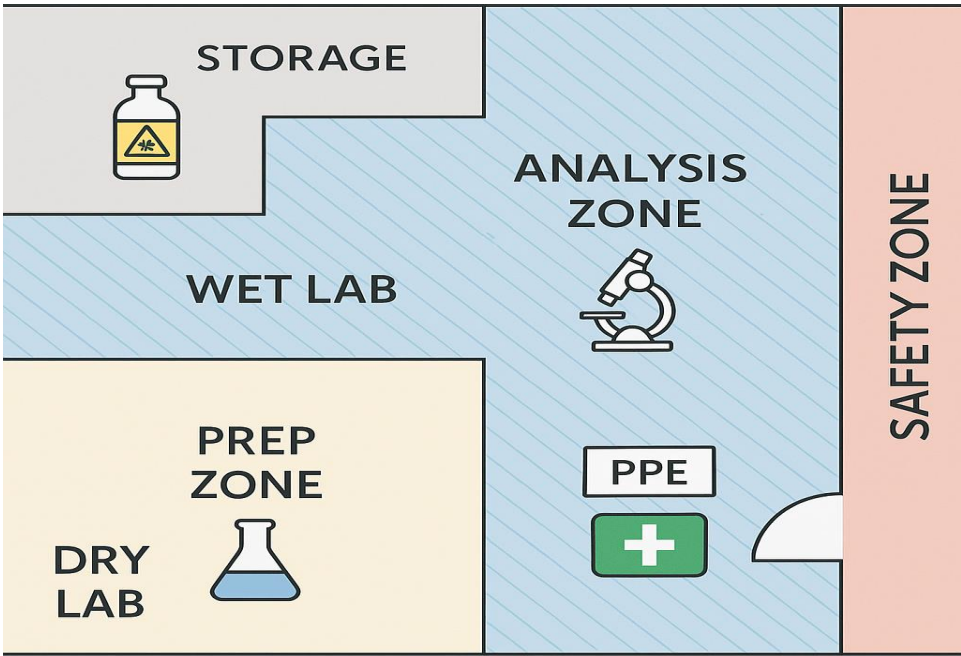 STORAGE
ANALYSIS
ZONE
WET LAB
SAFETY ZONE
PREP
ZONE
PPE
DRY
LAB